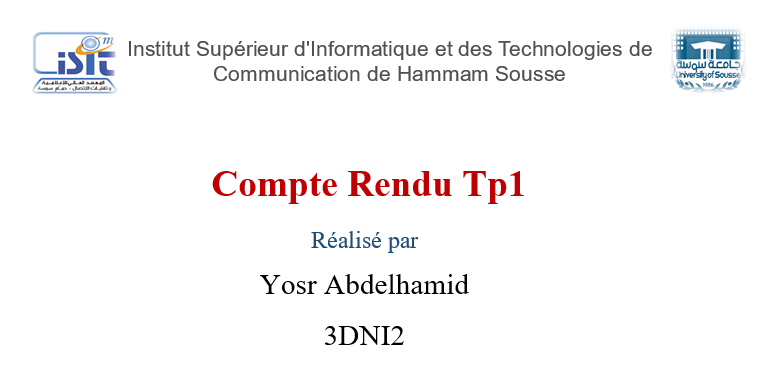 isit
m
المعهد العالي للإعلامية
و تقنيات الاتصال - حمام سوسة
Institut Supérieur d'Informatique et des Technologies de
Communication de Hammam Sousse
جامعة سوسة
University of Sousse
Compte Rendu Tp1
Réalisé par
Yosr Abdelhamid
3DNI2